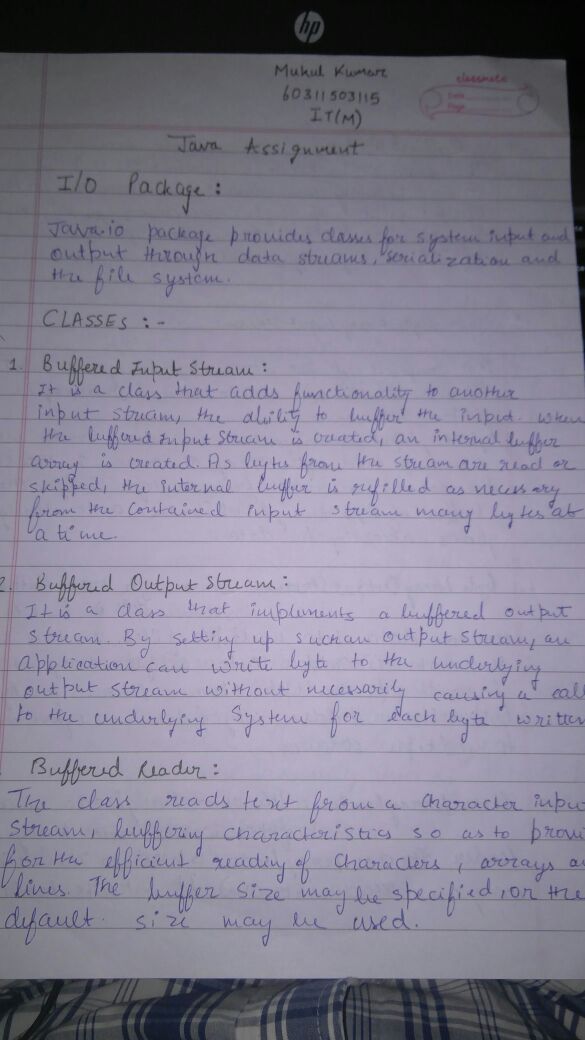 hp
Mukul Kumar
60311503115
IT(M)
classmate
Date
Page
Java Assignment
I/O Package :
Java.io package provides classes for system input and
output through data streams, serialization and
the file system.
CLASSES : -
1. Buffered Input Stream :
It is a class that adds functionality to another
input stream, the ability to buffer the input. When
the buffered Input Stream is created, an internal buffer
array is created. As bytes from the stream are read or
skipped, the internal buffer is refilled as necessary
from the contained input stream many bytes at
a time.
2. Buffered Output Stream :
It is a class that implements a buffered output
stream. By setting up such an output stream, an
application can write byte to the underlying
output stream without necessarily causing a call
to the underlying System for each byte written
Buffered Reader :
The class reads text from a character inpu
stream, buffering characteristics so as to provi
for the efficient reading of characters, arrays a
lines. The buffer size may be specified, or the
default size may be used.